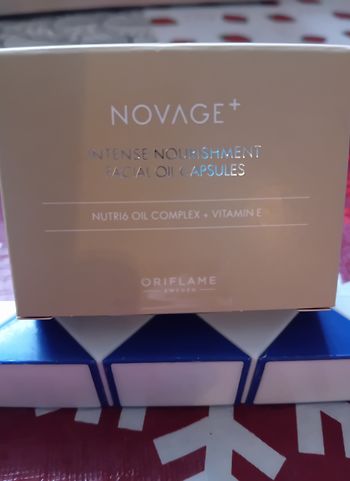 NOVAGE+
INTENSE NOURISHMENT
FACIAL OIL CAPSULES
NUTRI6 OIL COMPLEX + VITAMIN E
ORIFLAME
SWEDEN